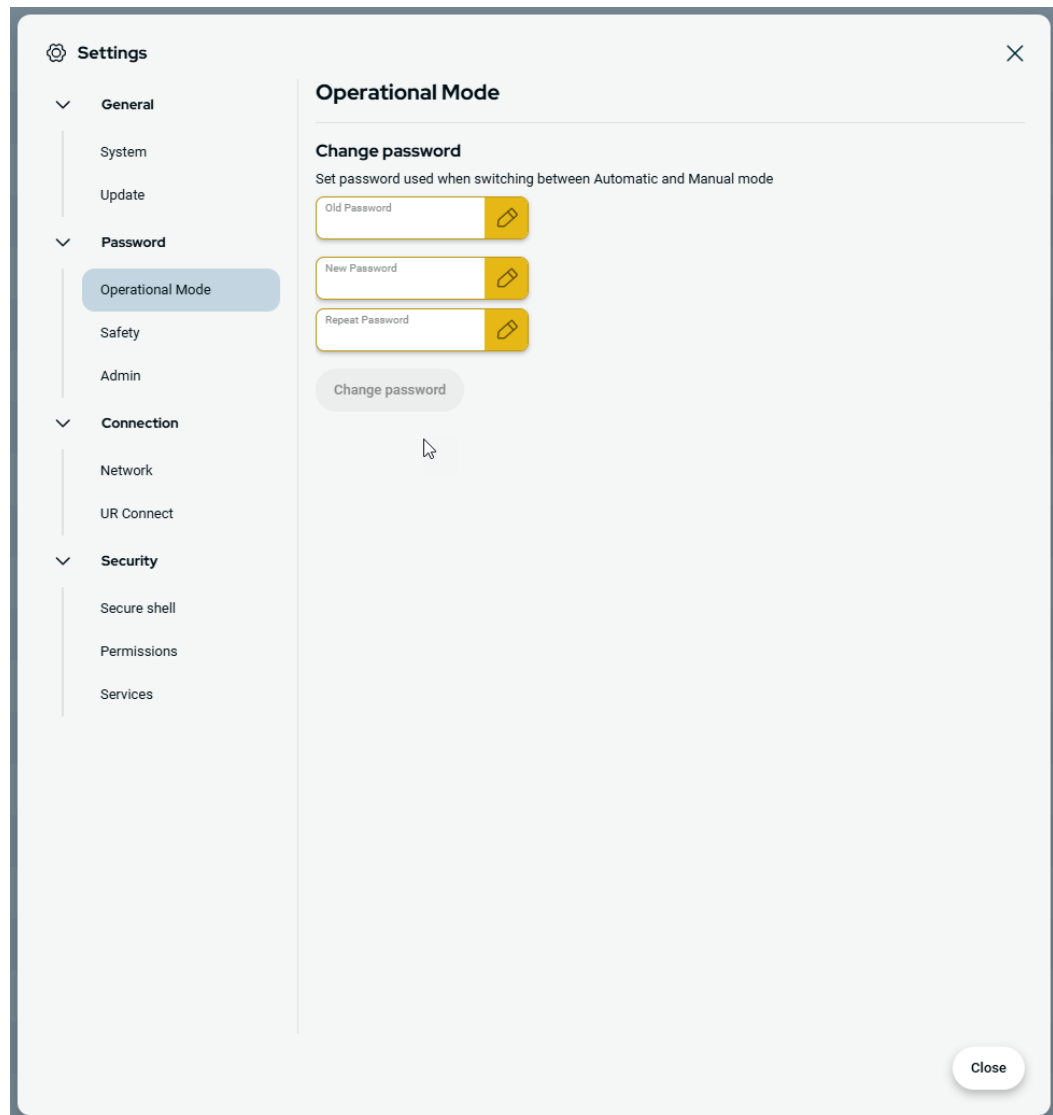 Settings
General
System
Update
Password
Operational Mode
Safety
Admin
Connection
Network
UR Connect
Security
Secure shell
Permissions
Services
Operational Mode
Change password
Set password used when switching between Automatic and Manual mode
Old Password
New Password
Repeat Password
Change password
Close